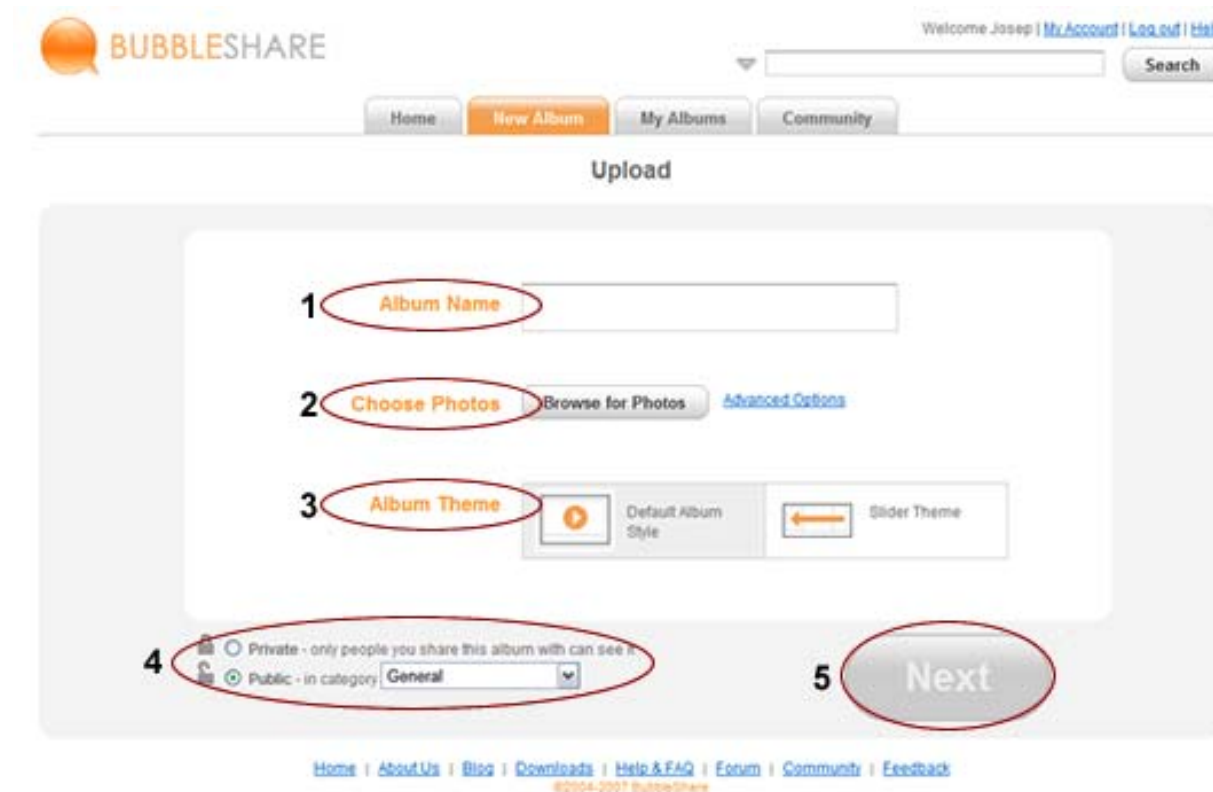 BUBBLESHARE
Welcome Josep | My Account | Log out | Hel
Search
Home New Album My Albums Community
Upload
1 Album Name
2 Choose Photos Browse for Photos Advanced Options
3 Album Theme Default Album Style Slider Theme
4 Private - only people you share this album with can see it
Public - in category General
5 Next
Home | About Us | Blog | Downloads | Help & FAQ | Forum | Community | Feedback
©2004-2007 BubbleShare